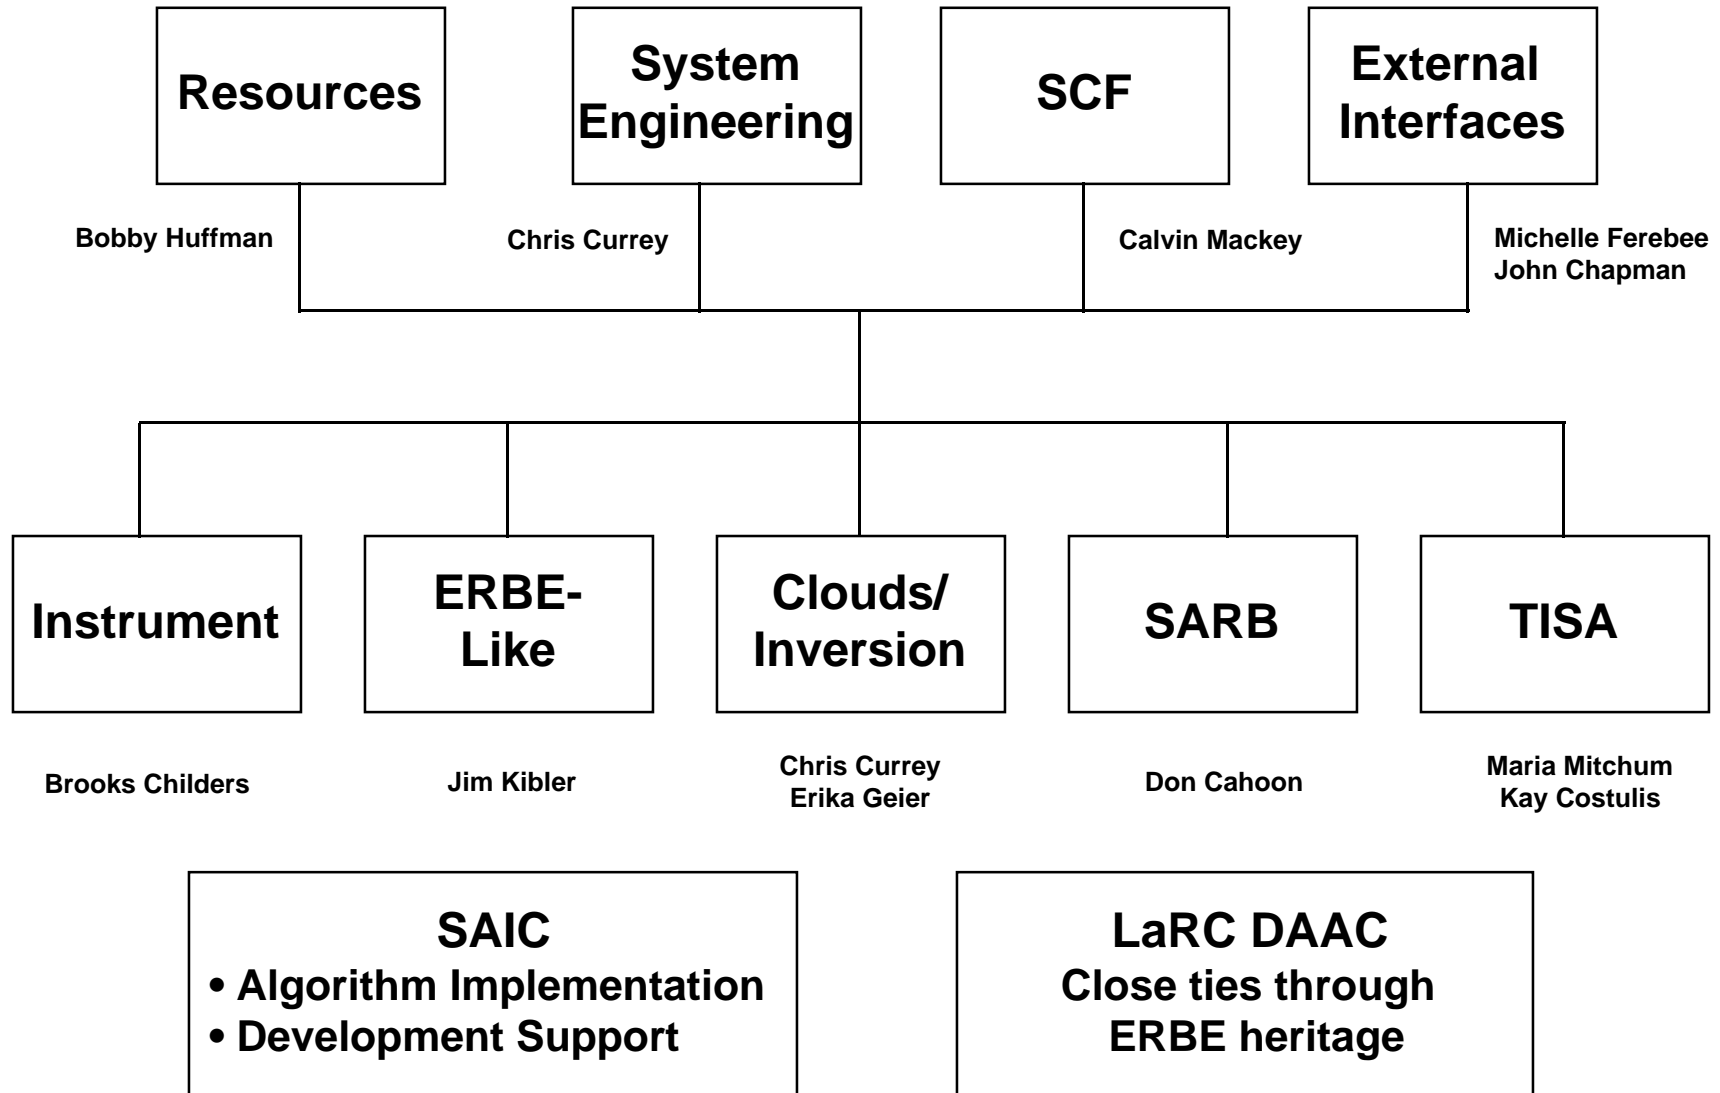 Resources
System
Engineering
SCF
External
Interfaces
Bobby Huffman
Chris Currey
Calvin Mackey
Michelle Ferebee
John Chapman
Instrument
ERBE-
Like
Clouds/
Inversion
SARB
TISA
Brooks Childers
Jim Kibler
Chris Currey
Erika Geier
Don Cahoon
Maria Mitchum
Kay Costulis
SAIC
• Algorithm Implementation
• Development Support
LaRC DAAC
Close ties through
ERBE heritage